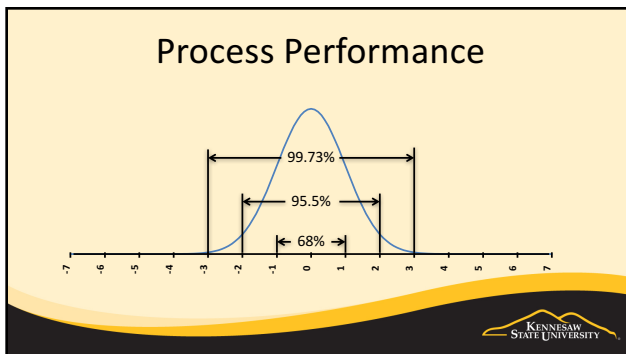 Process Performance
99.73%
95.5%
68%
-7 -6 -5 -4 -3 -2 -1 0 1 2 3 4 5 6 7
KENNESAW
STATE UNIVERSITY